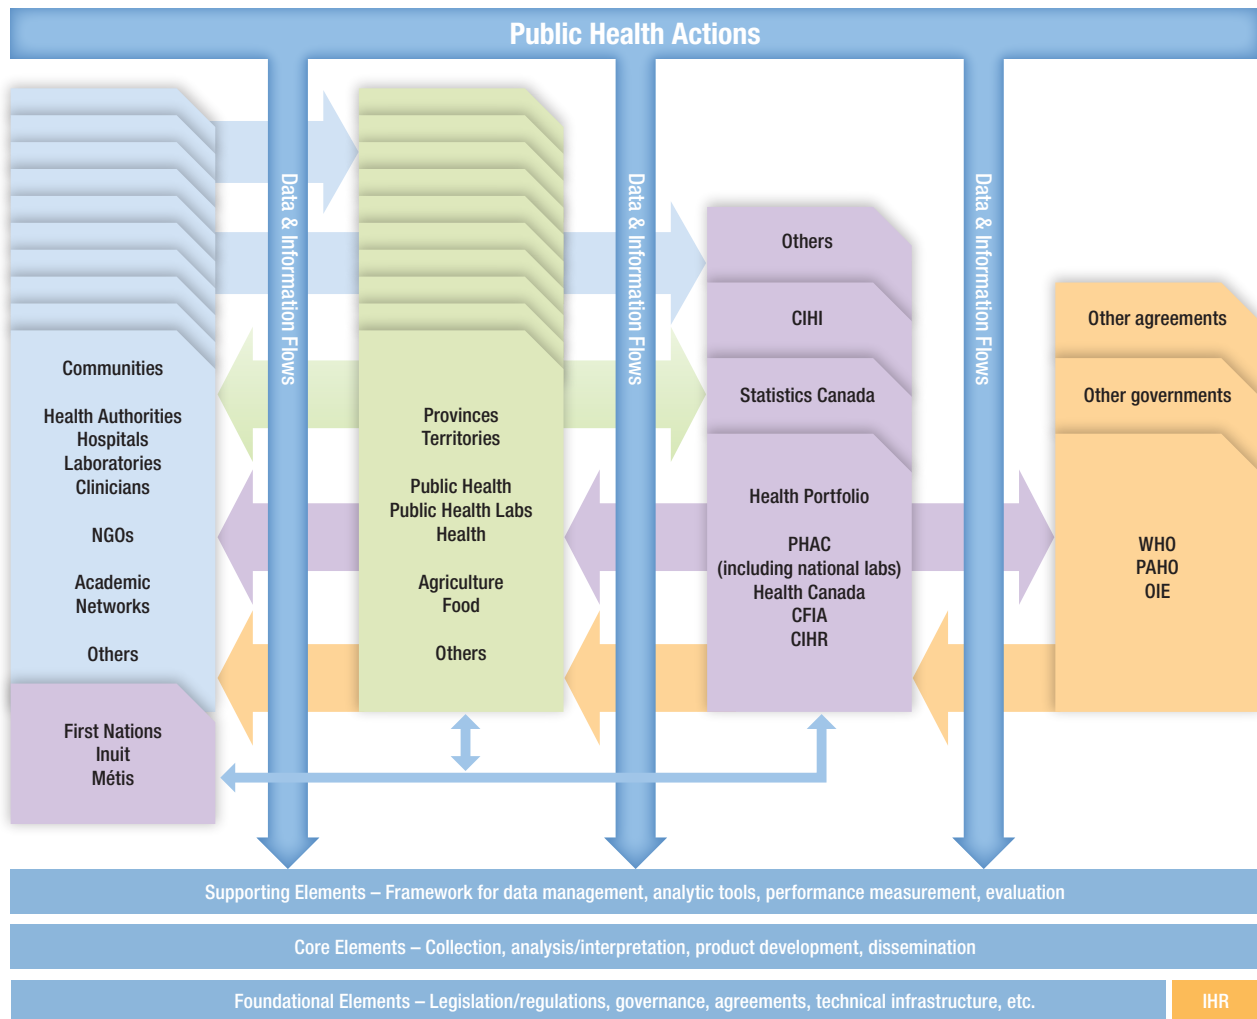 Public Health Actions
Data & Information Flows
Data & Information Flows
Data & Information Flows
Communities
Health Authorities
Hospitals
Laboratories
Clinicians
NGOs
Academic
Networks
Others
First Nations
Inuit
Métis
Provinces
Territories
Public Health
Public Health Labs
Health
Agriculture
Food
Others
Others
CIHI
Statistics Canada
Health Portfolio
PHAC
(including national labs)
Health Canada
CFIA
CIHR
Other agreements
Other governments
WHO
PAHO
OIE
Supporting Elements – Framework for data management, analytic tools, performance measurement, evaluation
Core Elements – Collection, analysis/interpretation, product development, dissemination
Foundational Elements – Legislation/regulations, governance, agreements, technical infrastructure, etc.
IHR